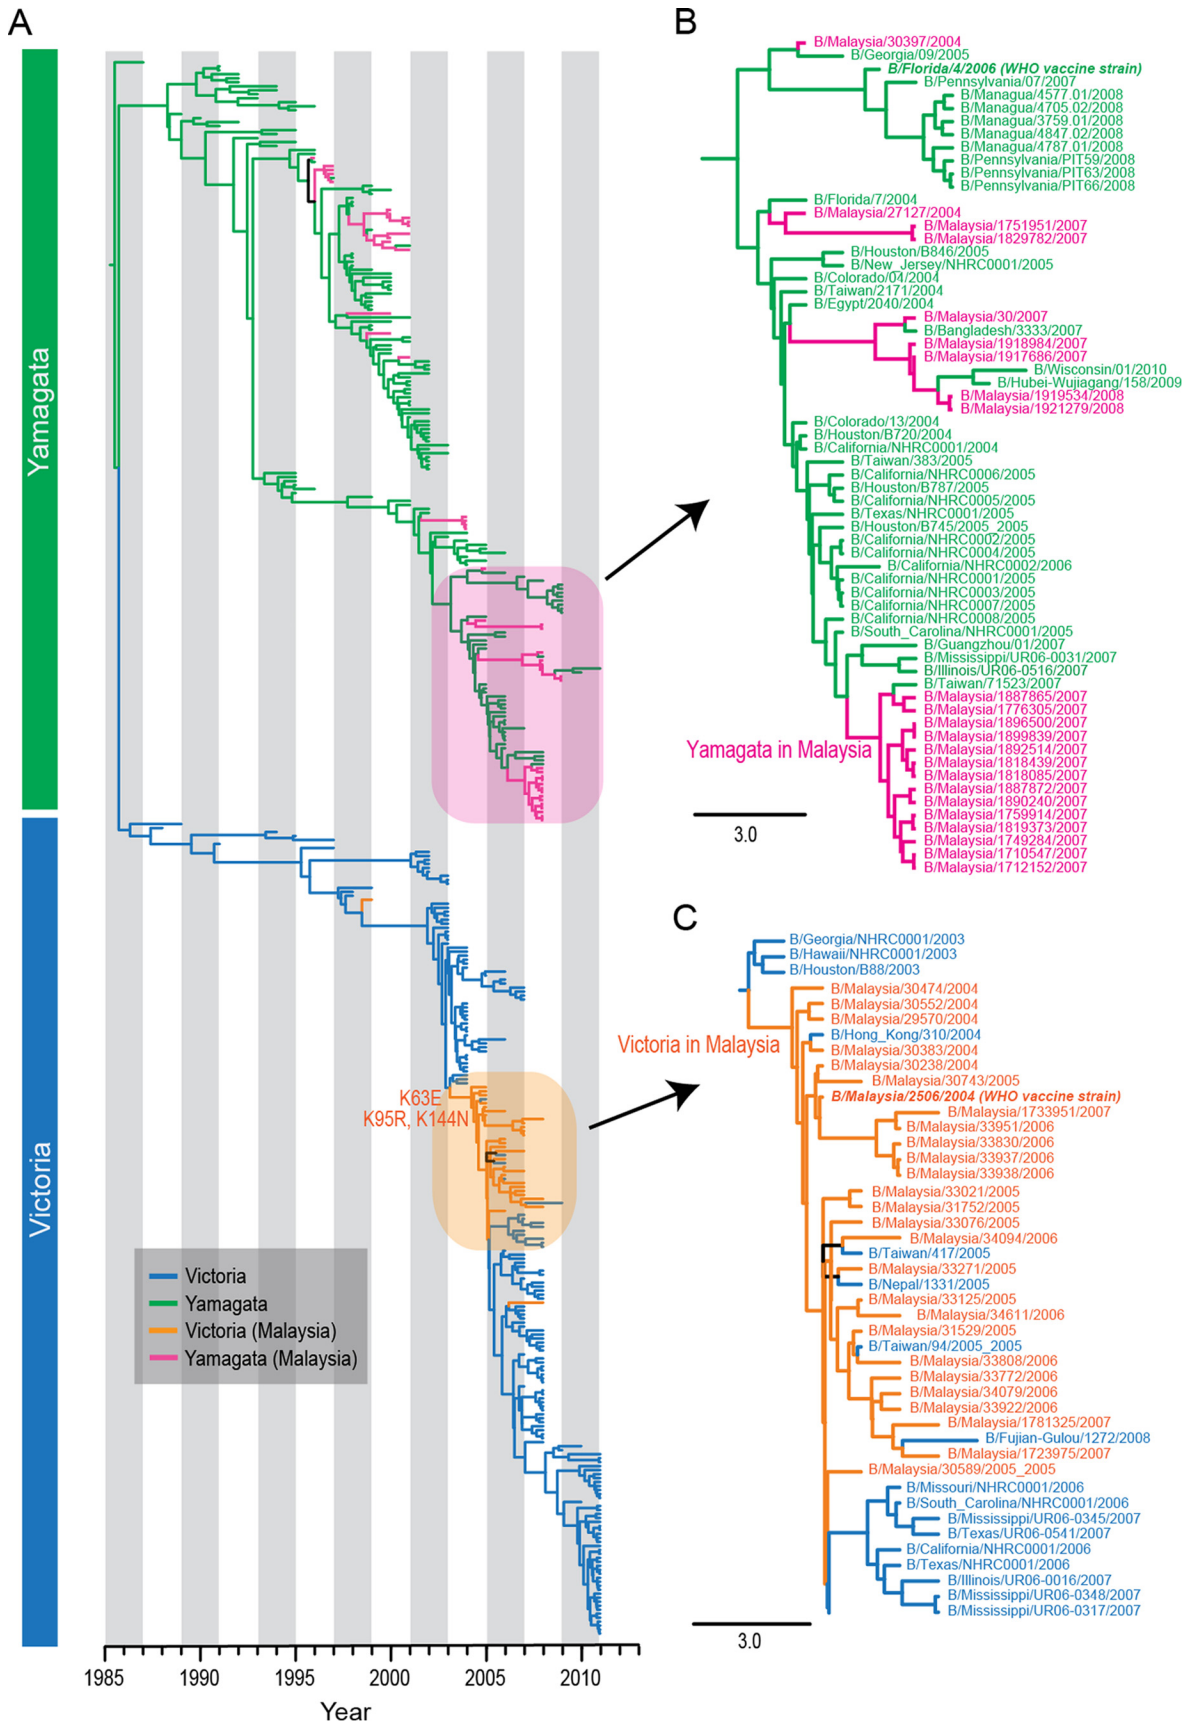 A
Yamagata
Victoria
K63E
K95R, K144N
Victoria
Yamagata
Victoria (Malaysia)
Yamagata (Malaysia)
1985
1990
1995
2000
2005
2010
Year
B
B/Malaysia/30397/2004
B/Georgia/09/2005
B/Florida/4/2006 (WHO vaccine strain)
B/Pennsylvania/07/2007
B/Managua/4577.01/2008
B/Managua/4705.02/2008
B/Managua/3759.01/2008
B/Managua/4847.02/2008
B/Managua/4787.01/2008
B/Pennsylvania/PIT59/2008
B/Pennsylvania/PIT63/2008
B/Pennsylvania/PIT66/2008
B/Florida/7/2004
B/Malaysia/27127/2004
B/Malaysia/1751951/2007
B/Malaysia/1829782/2007
B/Houston/B846/2005
B/New_Jersey/NHRC0001/2005
B/Colorado/04/2004
B/Taiwan/2171/2004
B/Egypt/2040/2004
B/Malaysia/30/2007
B/Bangladesh/3333/2007
B/Malaysia/1918984/2007
B/Malaysia/1917686/2007
B/Wisconsin/01/2010
B/Hubei-Wujiagang/158/2009
B/Malaysia/1919534/2008
B/Malaysia/1921279/2008
B/Colorado/13/2004
B/Houston/B720/2004
B/California/NHRC0001/2004
B/Taiwan/383/2005
B/California/NHRC0006/2005
B/Houston/B787/2005
B/California/NHRC0005/2005
B/Texas/NHRC0001/2005
B/Houston/B745/2005_2005
B/California/NHRC0002/2005
B/California/NHRC0004/2005
B/California/NHRC0002/2006
B/California/NHRC0001/2005
B/California/NHRC0003/2005
B/California/NHRC0007/2005
B/California/NHRC0008/2005
B/South_Carolina/NHRC0001/2005
B/Guangzhou/01/2007
B/Mississippi/UR06-0031/2007
B/Illinois/UR06-0516/2007
B/Taiwan/71523/2007
B/Malaysia/1887865/2007
B/Malaysia/1776305/2007
B/Malaysia/1896500/2007
B/Malaysia/1899839/2007
B/Malaysia/1892514/2007
B/Malaysia/1818439/2007
B/Malaysia/1818085/2007
B/Malaysia/1887872/2007
B/Malaysia/1890240/2007
B/Malaysia/1759914/2007
B/Malaysia/1819373/2007
B/Malaysia/1749284/2007
B/Malaysia/1710547/2007
B/Malaysia/1712152/2007
Yamagata in Malaysia
3.0
C
B/Georgia/NHRC0001/2003
B/Hawaii/NHRC0001/2003
B/Houston/B88/2003
B/Malaysia/30474/2004
B/Malaysia/30552/2004
B/Malaysia/29570/2004
B/Hong_Kong/310/2004
B/Malaysia/30383/2004
B/Malaysia/30238/2004
B/Malaysia/30743/2005
B/Malaysia/2506/2004 (WHO vaccine strain)
B/Malaysia/1733951/2007
B/Malaysia/33951/2006
B/Malaysia/33830/2006
B/Malaysia/33937/2006
B/Malaysia/33938/2006
B/Malaysia/33021/2005
B/Malaysia/31752/2005
B/Malaysia/33076/2005
B/Malaysia/34094/2006
B/Taiwan/417/2005
B/Malaysia/33271/2005
B/Nepal/1331/2005
B/Malaysia/33125/2005
B/Malaysia/34611/2006
B/Malaysia/31529/2005
B/Taiwan/94/2005_2005
B/Malaysia/33808/2006
B/Malaysia/33772/2006
B/Malaysia/34079/2006
B/Malaysia/33922/2006
B/Malaysia/1781325/2007
B/Fujian-Gulou/1272/2008
B/Malaysia/1723975/2007
B/Malaysia/30589/2005_2005
B/Missouri/NHRC0001/2006
B/South_Carolina/NHRC0001/2006
B/Mississippi/UR06-0345/2007
B/Texas/UR06-0541/2007
B/California/NHRC0001/2006
B/Texas/NHRC0001/2006
B/Illinois/UR06-0016/2007
B/Mississippi/UR06-0348/2007
B/Mississippi/UR06-0317/2007
Victoria in Malaysia
3.0